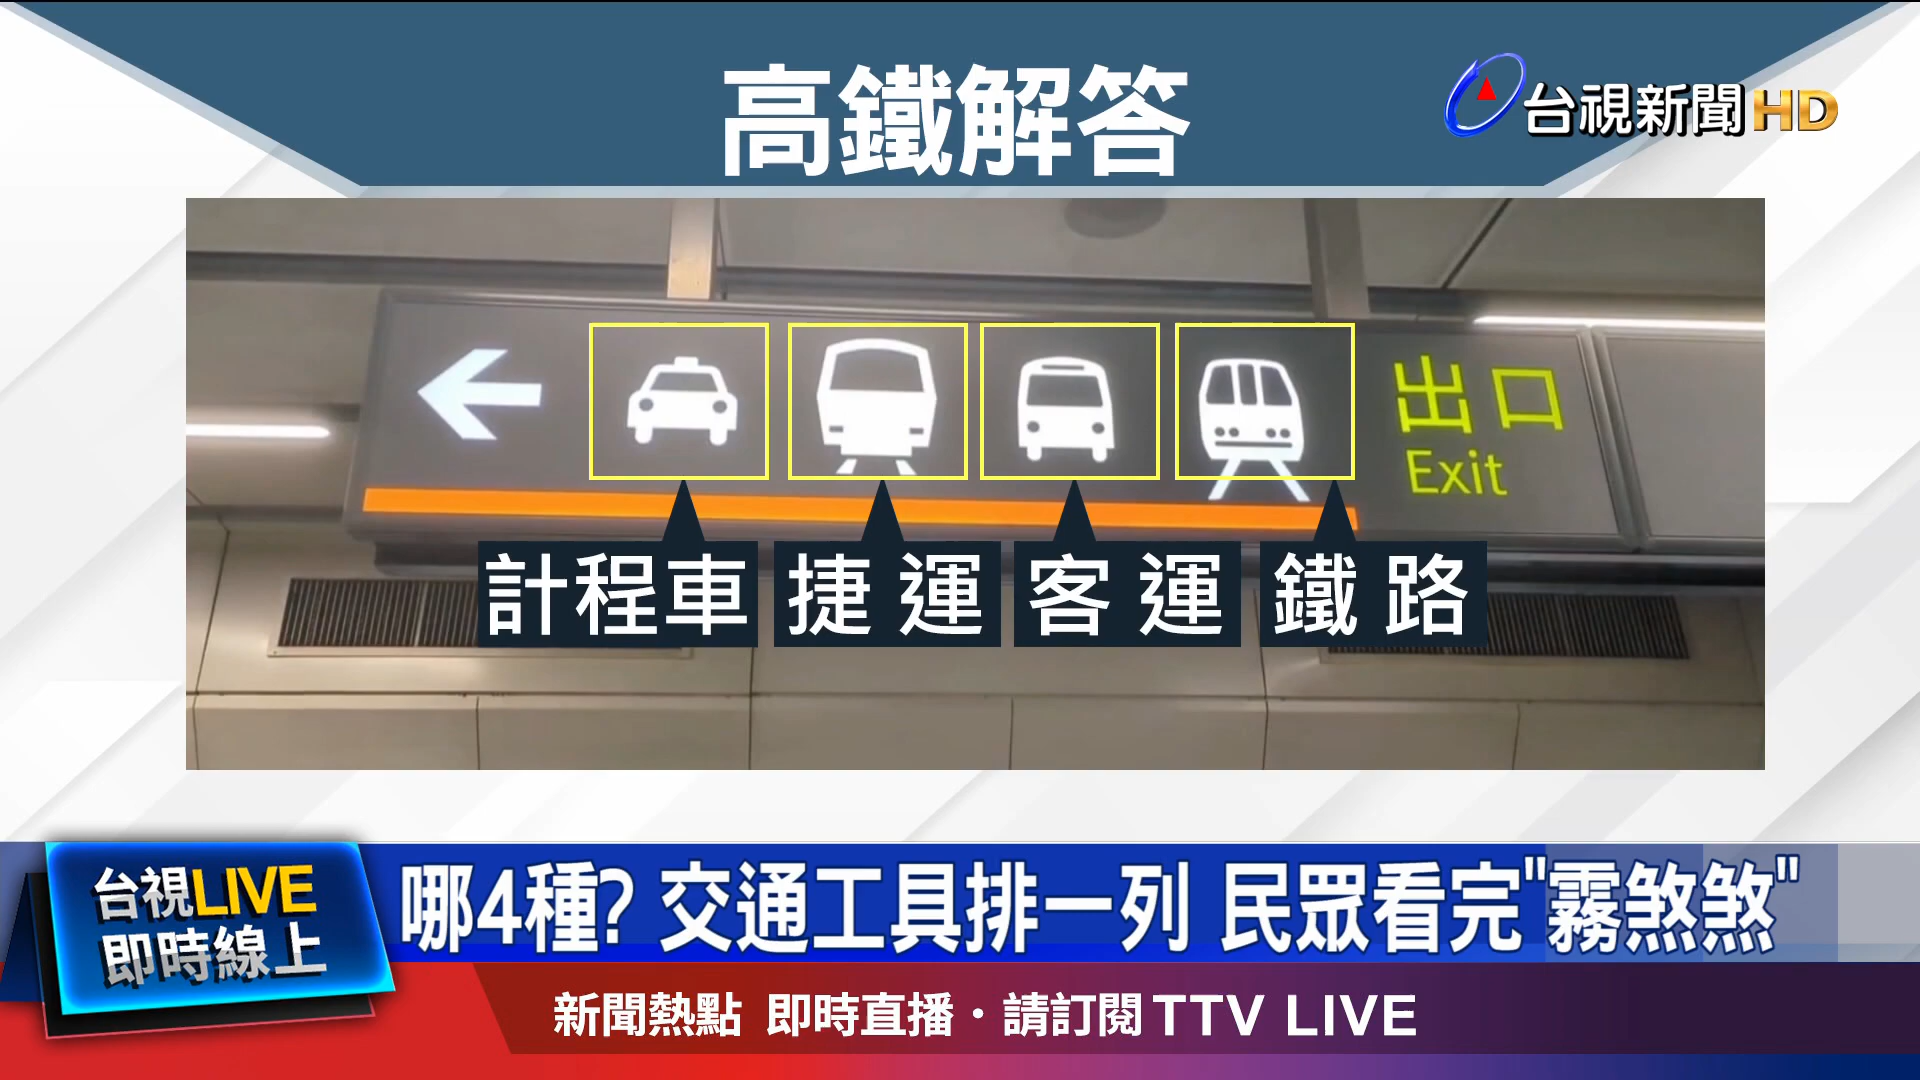 高鐵解答
台視新聞HD
出口
Exit
計程車
捷運
客運
鐵路
台視LIVE
即時線上
哪4種? 交通工具排一列 民眾看完"霧煞煞"
新聞熱點 即時直播・請訂閱TTV LIVE